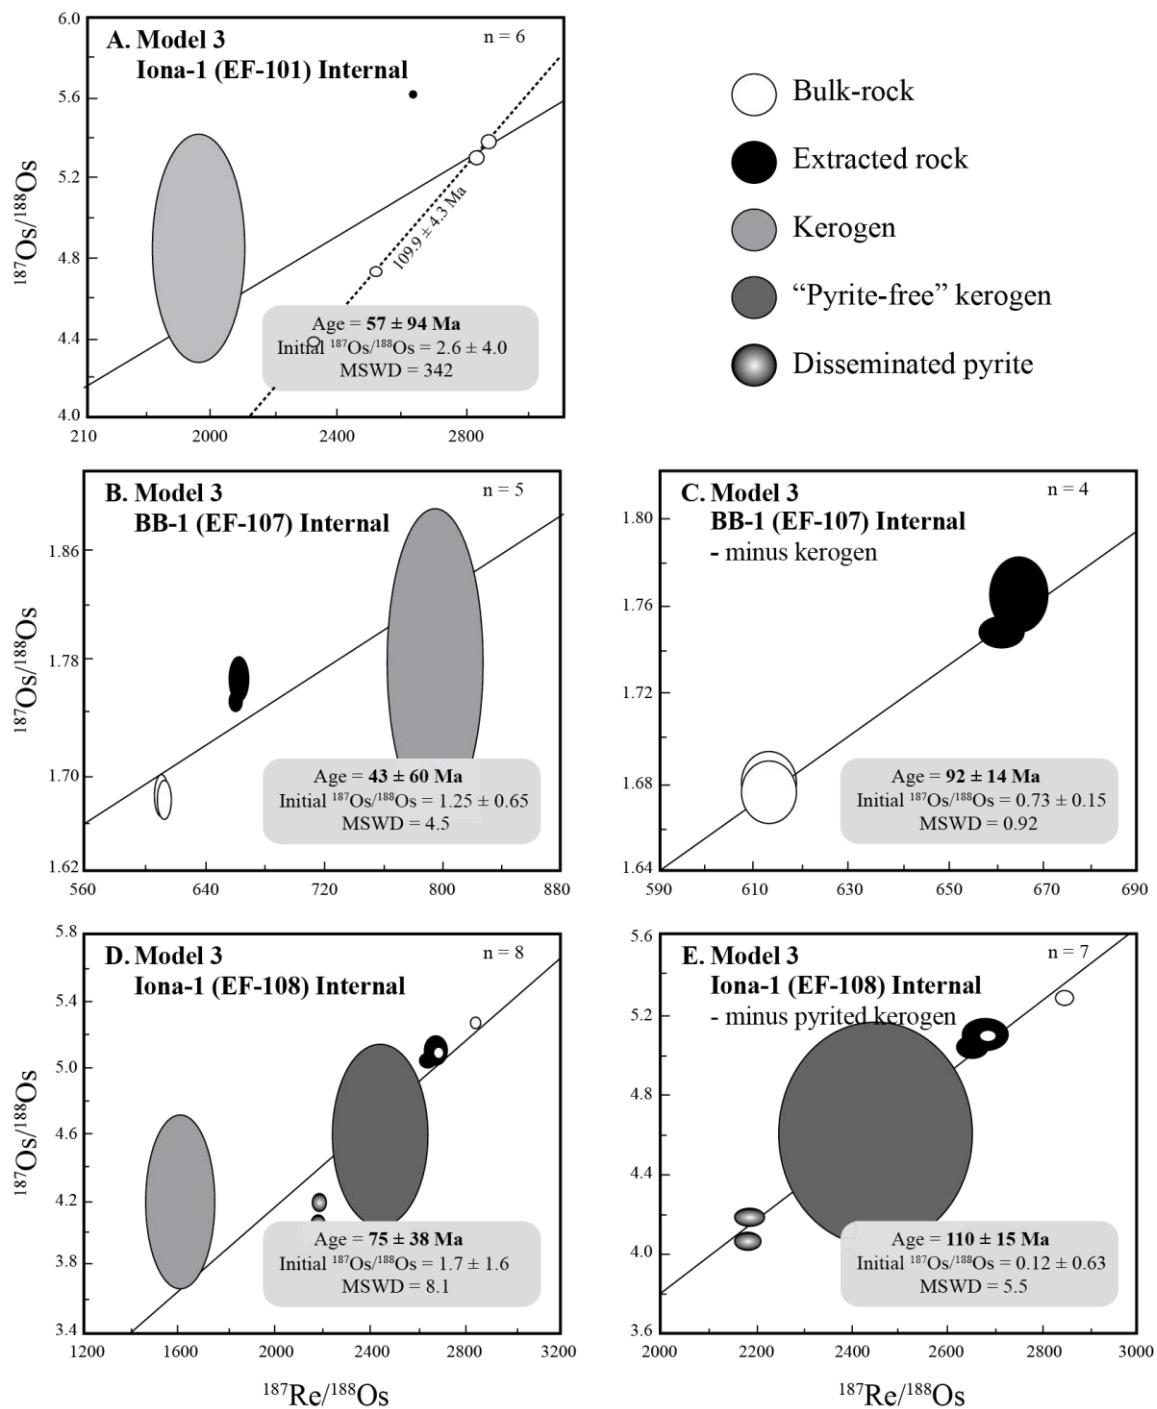 A. Model 3
Iona-1 (EF-101) Internal
n = 6
6.0
5.6
5.2
4.8
4.4
4.0
¹⁸⁷Os/¹⁸⁸Os
109.9 ± 4.3 Ma
Age = 57 ± 94 Ma
Initial ¹⁸⁷Os/¹⁸⁸Os = 2.6 ± 4.0
MSWD = 342
210 2000 2400 2800
Bulk-rock
Extracted rock
Kerogen
“Pyrite-free” kerogen
Disseminated pyrite
B. Model 3
BB-1 (EF-107) Internal
n = 5
1.86
1.78
1.70
1.62
¹⁸⁷Os/¹⁸⁸Os
Age = 43 ± 60 Ma
Initial ¹⁸⁷Os/¹⁸⁸Os = 1.25 ± 0.65
MSWD = 4.5
560 640 720 800 880
C. Model 3
BB-1 (EF-107) Internal
- minus kerogen
n = 4
1.80
1.76
1.72
1.68
1.64
Age = 92 ± 14 Ma
Initial ¹⁸⁷Os/¹⁸⁸Os = 0.73 ± 0.15
MSWD = 0.92
590 610 630 650 670 690
D. Model 3
Iona-1 (EF-108) Internal
n = 8
5.8
5.4
5.0
4.6
4.2
3.8
3.4
¹⁸⁷Os/¹⁸⁸Os
Age = 75 ± 38 Ma
Initial ¹⁸⁷Os/¹⁸⁸Os = 1.7 ± 1.6
MSWD = 8.1
1200 1600 2000 2400 2800 3200
¹⁸⁷Re/¹⁸⁸Os
E. Model 3
Iona-1 (EF-108) Internal
- minus pyrited kerogen
n = 7
5.6
5.2
4.8
4.4
4.0
3.6
Age = 110 ± 15 Ma
Initial ¹⁸⁷Os/¹⁸⁸Os = 0.12 ± 0.63
MSWD = 5.5
2000 2200 2400 2600 2800 3000
¹⁸⁷Re/¹⁸⁸Os